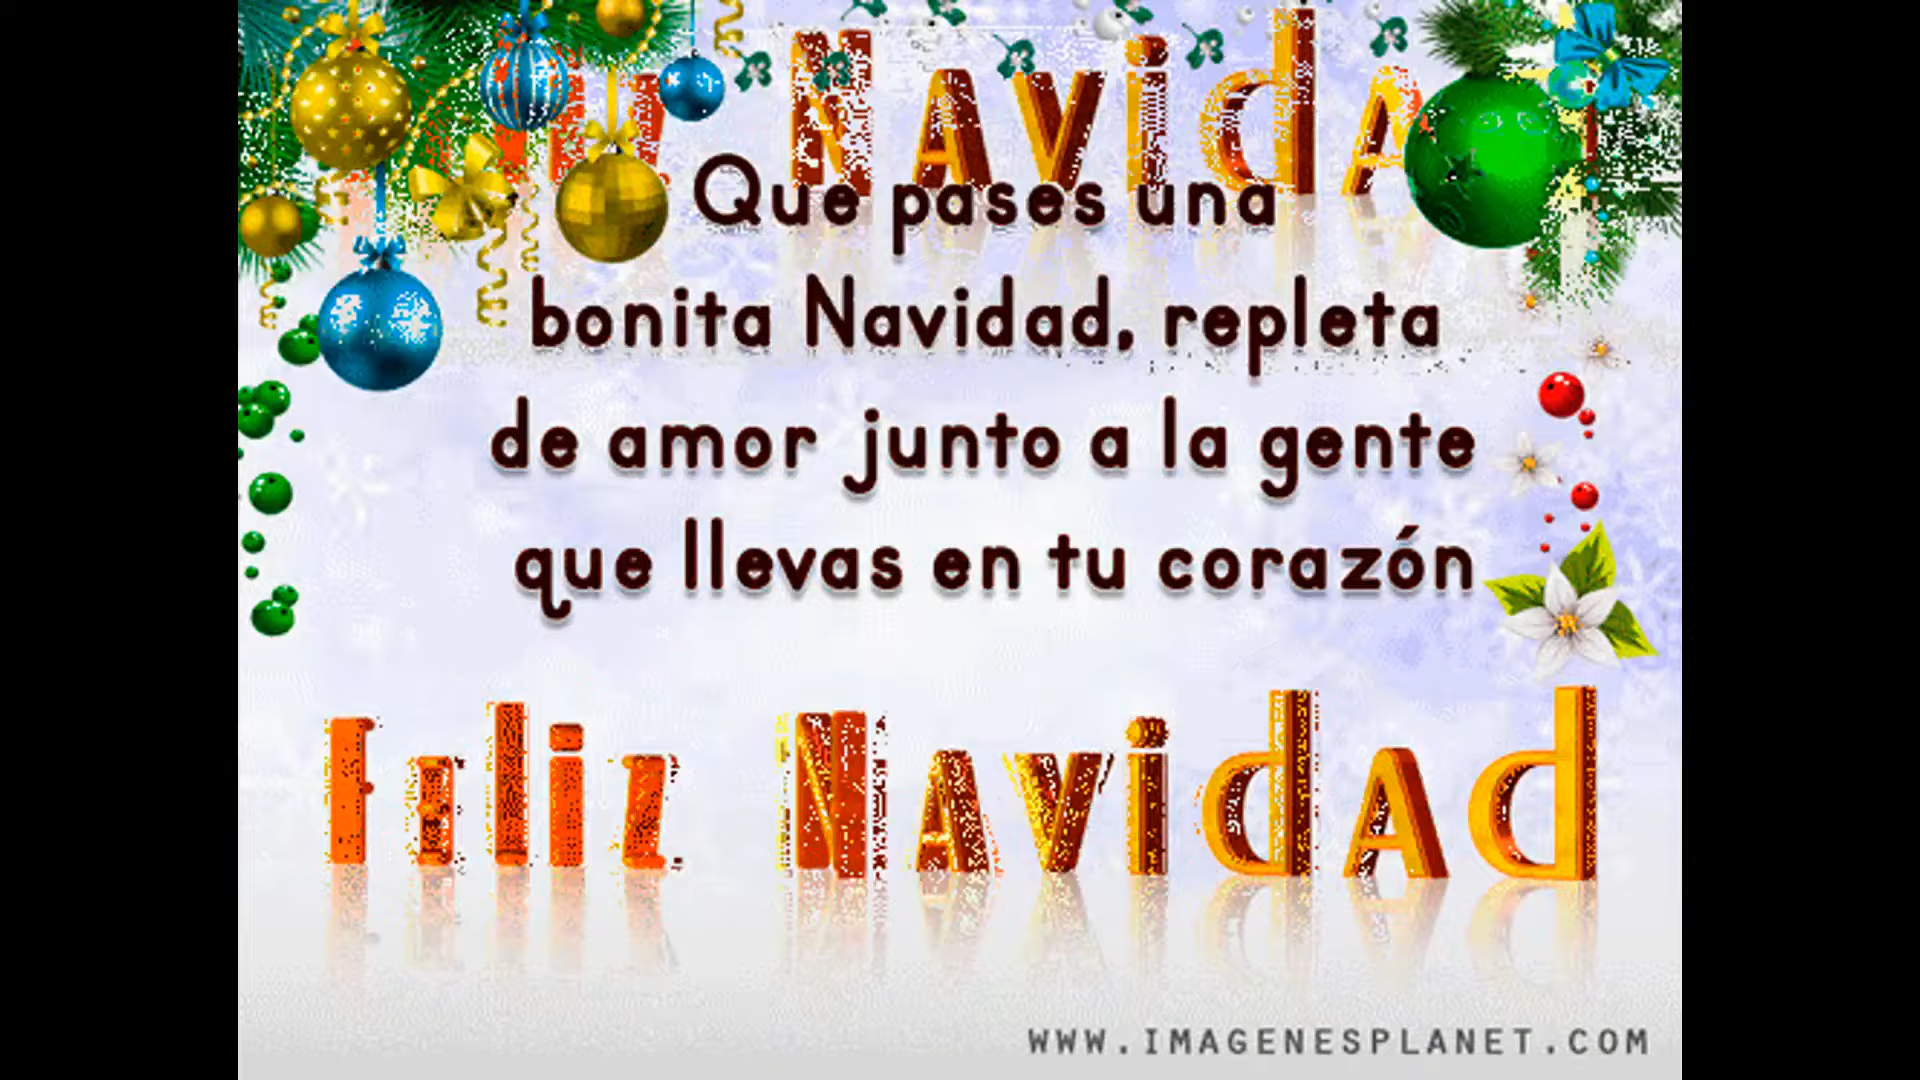 Navida
Que pases una
bonita Navidad, repleta
de amor junto a la gente
que llevas en tu corazón
Feliz Navidad
WWW.IMAGENESPLANET.COM